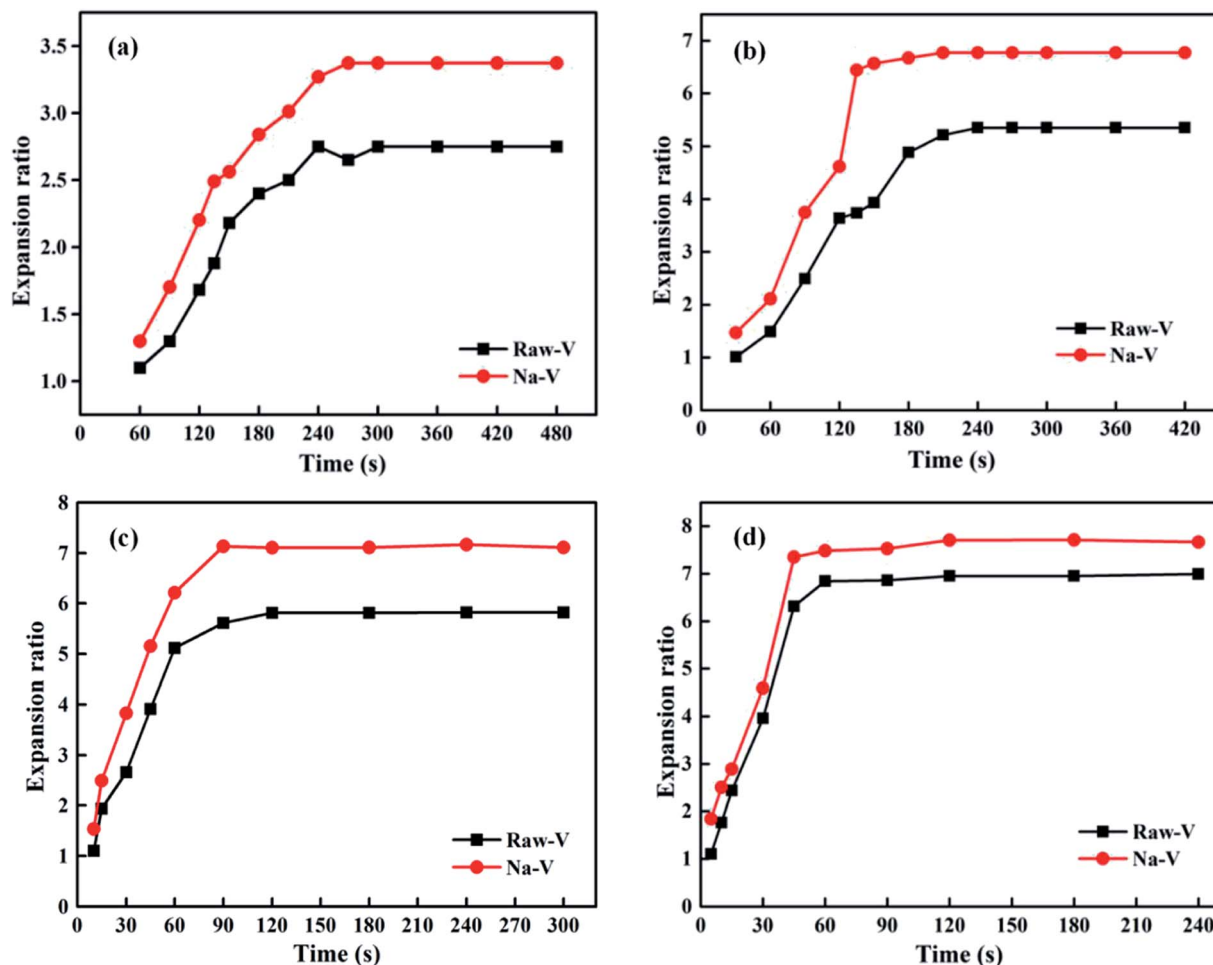 (a)
3.5
3.0
2.5
2.0
1.5
1.0
Expansion ratio
Raw-V
Na-V
60 120 180 240 300 360 420 480
Time (s)
(b)
7
6
5
4
3
2
1
0
Expansion ratio
Raw-V
Na-V
0 60 120 180 240 300 360 420
Time (s)
(c)
8
7
6
5
4
3
2
1
0
Expansion ratio
Raw-V
Na-V
0 30 60 90 120 150 180 210 240 270 300
Time (s)
(d)
8
7
6
5
4
3
2
1
0
Expansion ratio
Raw-V
Na-V
0 30 60 90 120 150 180 210 240
Time (s)